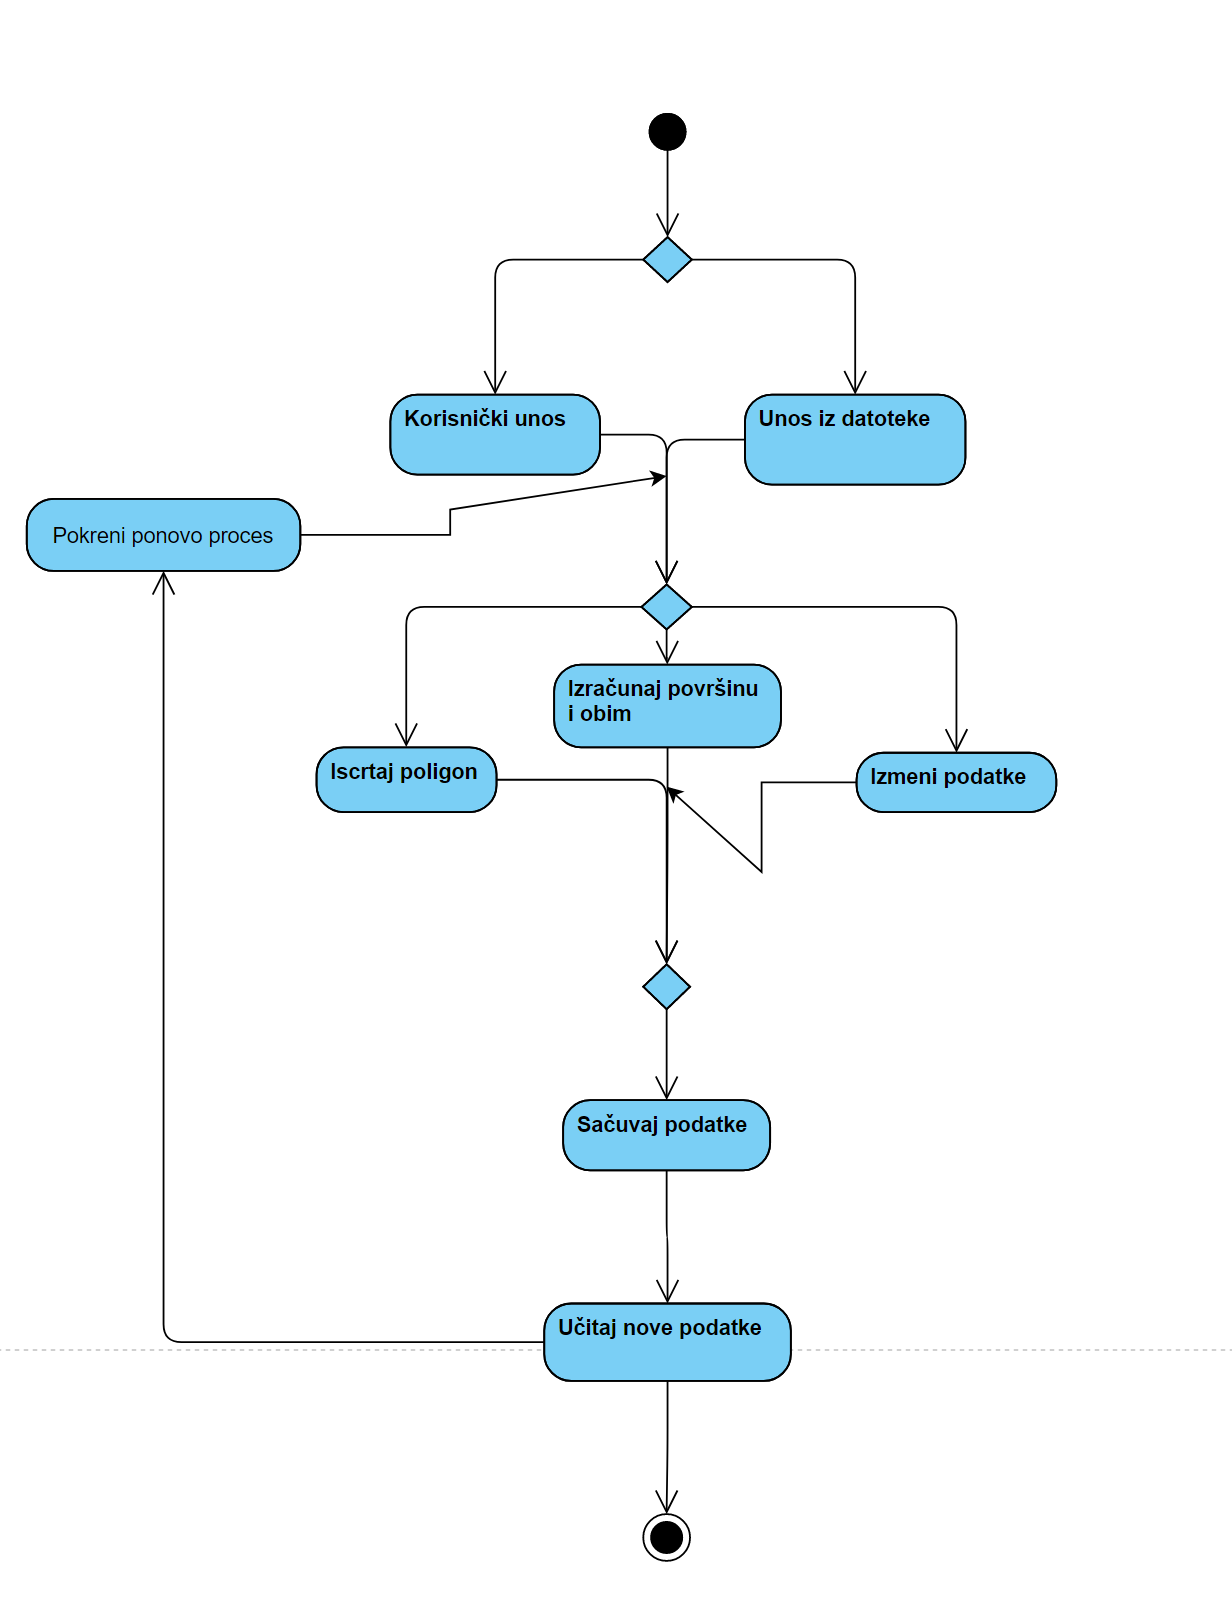 Korisnički unos
Unos iz datoteke
Pokreni ponovo proces
Izračunaj površinu
i obim
Iscrtaj poligon
Izmeni podatke
Sačuvaj podatke
Učitaj nove podatke